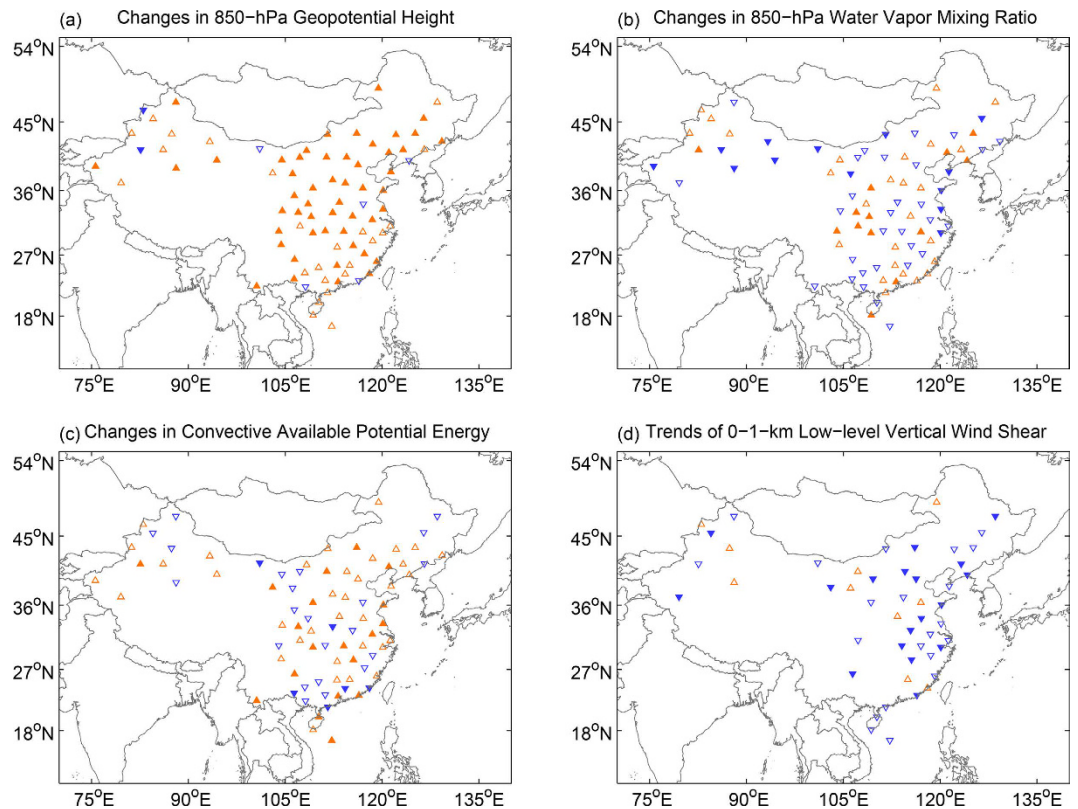 (a) Changes in 850−hPa Geopotential Height
54°N
45°N
36°N
27°N
18°N
75°E 90°E 105°E 120°E 135°E
(b) Changes in 850−hPa Water Vapor Mixing Ratio
54°N
45°N
36°N
27°N
18°N
75°E 90°E 105°E 120°E 135°E
(c) Changes in Convective Available Potential Energy
54°N
45°N
36°N
27°N
18°N
75°E 90°E 105°E 120°E 135°E
(d) Trends of 0−1−km Low−level Vertical Wind Shear
54°N
45°N
36°N
27°N
18°N
75°E 90°E 105°E 120°E 135°E